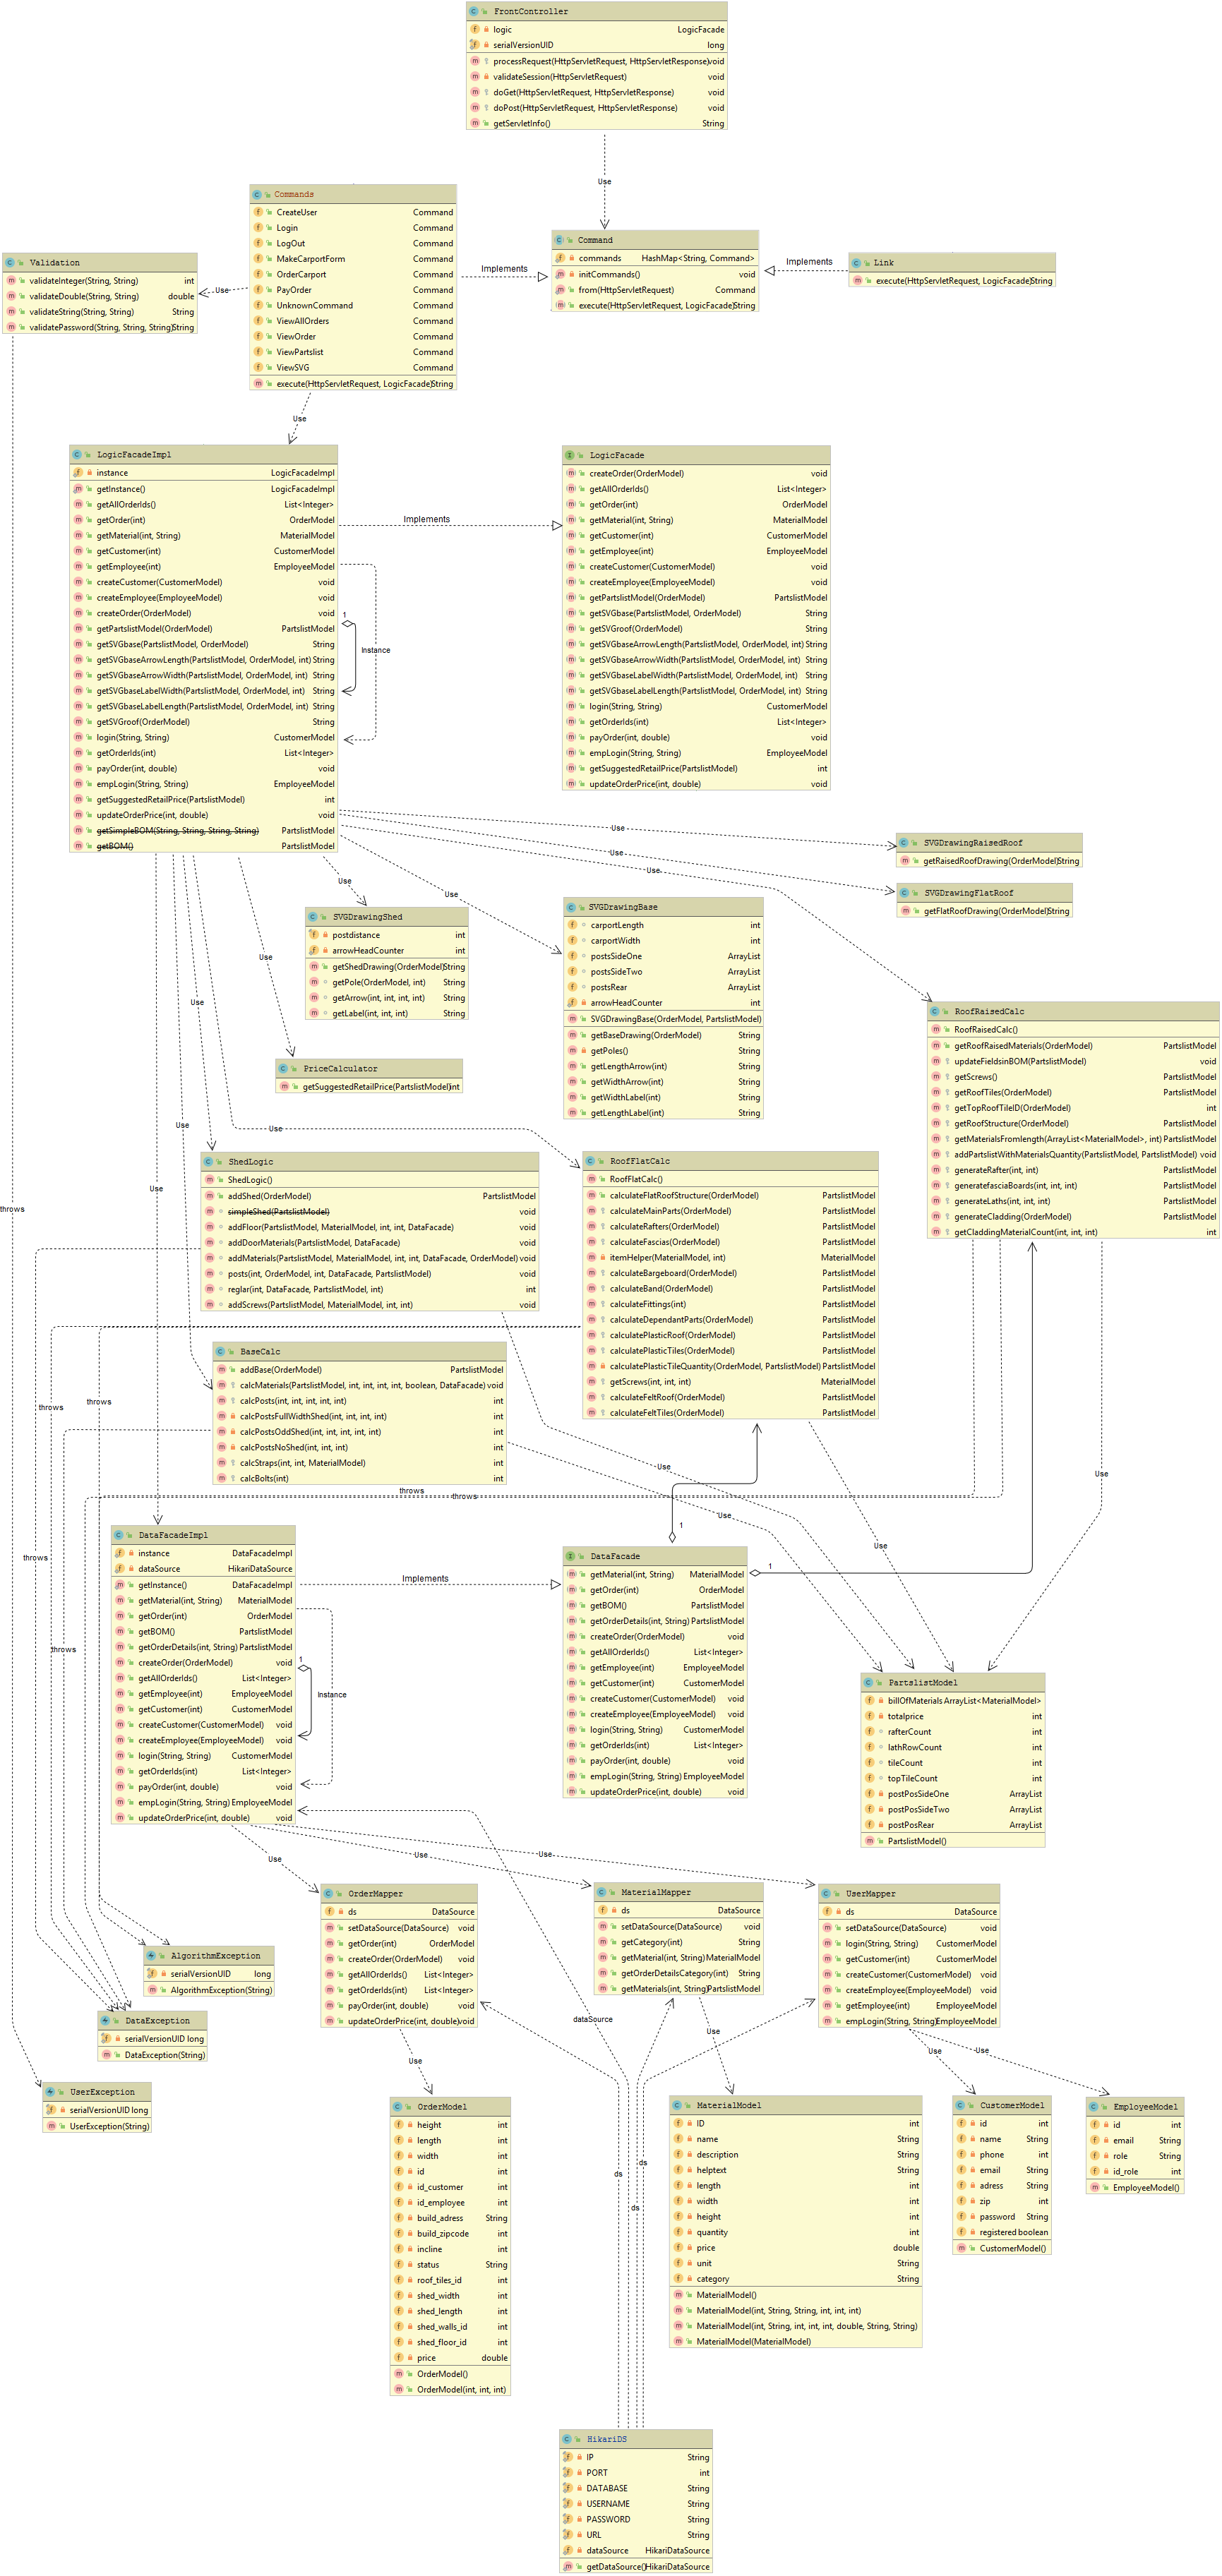 FrontController
logic LogicFacade
serialVersionUID long
processRequest(HttpServletRequest, HttpServletResponse)void
validateSession(HttpServletRequest) void
doGet(HttpServletRequest, HttpServletResponse) void
doPost(HttpServletRequest, HttpServletResponse) void
getServletInfo() String
Use
Commands
CreateUser Command
Login Command
LogOut Command
MakeCarportForm Command
OrderCarport Command
PayOrder Command
UnknownCommand Command
ViewAllOrders Command
ViewOrder Command
ViewPartslist Command
ViewSVG Command
execute(HttpServletRequest, LogicFacade)String
Implements
Command
commands HashMap<String, Command>
initCommands() void
from(HttpServletRequest) Command
execute(HttpServletRequest, LogicFacade)String
Implements
Link
execute(HttpServletRequest, LogicFacade)String
Validation
validateInteger(String, String) int
validateDouble(String, String) double
validateString(String, String) String
validatePassword(String, String, String)String
Use
Use
LogicFacadeImpl
instance LogicFacadeImpl
getInstance() LogicFacadeImpl
getAllOrderIds() List<Integer>
getOrder(int) OrderModel
getMaterial(int, String) MaterialModel
getCustomer(int) CustomerModel
getEmployee(int) EmployeeModel
createCustomer(CustomerModel) void
createEmployee(EmployeeModel) void
createOrder(OrderModel) void
getPartslistModel(OrderModel) PartslistModel
getSVGbase(PartslistModel, OrderModel) String
getSVGbaseArrowLength(PartslistModel, OrderModel, int) String
getSVGbaseArrowWidth(PartslistModel, OrderModel, int) String
getSVGbaseLabelWidth(PartslistModel, OrderModel, int) String
getSVGbaseLabelLength(PartslistModel, OrderModel, int) String
getSVGroof(OrderModel) String
login(String, String) CustomerModel
getOrderIds(int) List<Integer>
payOrder(int, double) void
empLogin(String, String) EmployeeModel
getSuggestedRetailPrice(PartslistModel) int
updateOrderPrice(int, double) void
getSimpleBOM(String, String, String, String) PartslistModel
getBOM() PartslistModel
1
Instance
Implements
LogicFacade
createOrder(OrderModel) void
getAllOrderIds() List<Integer>
getOrder(int) OrderModel
getMaterial(int, String) MaterialModel
getCustomer(int) CustomerModel
getEmployee(int) EmployeeModel
createCustomer(CustomerModel) void
createEmployee(EmployeeModel) void
getPartslistModel(OrderModel) PartslistModel
getSVGbase(PartslistModel, OrderModel) String
getSVGroof(OrderModel) String
getSVGbaseArrowLength(PartslistModel, OrderModel, int) String
getSVGbaseArrowWidth(PartslistModel, OrderModel, int) String
getSVGbaseLabelWidth(PartslistModel, OrderModel, int) String
getSVGbaseLabelLength(PartslistModel, OrderModel, int) String
login(String, String) CustomerModel
getOrderIds(int) List<Integer>
payOrder(int, double) void
empLogin(String, String) EmployeeModel
getSuggestedRetailPrice(PartslistModel) int
updateOrderPrice(int, double) void
Use
Use
Use
SVGDrawingRaisedRoof
getRaisedRoofDrawing(OrderModel)String
SVGDrawingFlatRoof
getFlatRoofDrawing(OrderModel)String
Use
Use
SVGDrawingShed
postdistance int
arrowHeadCounter int
getShedDrawing(OrderModel)String
getPole(OrderModel, int) String
getArrow(int, int, int, int) String
getLabel(int, int, int) String
SVGDrawingBase
carportLength int
carportWidth int
postsSideOne ArrayList
postsSideTwo ArrayList
postsRear ArrayList
arrowHeadCounter int
SVGDrawingBase(OrderModel, PartslistModel)
getBaseDrawing(OrderModel) String
getPoles() String
getLengthArrow(int) String
getWidthArrow(int) String
getWidthLabel(int) String
getLengthLabel(int) String
Use
Use
PriceCalculator
getSuggestedRetailPrice(PartslistModel)int
RoofRaisedCalc
RoofRaisedCalc()
getRoofRaisedMaterials(OrderModel) PartslistModel
updateFieldsinBOM(PartslistModel) void
getScrews() PartslistModel
getRoofTiles(OrderModel) PartslistModel
getTopRoofTileID(OrderModel) int
getRoofStructure(OrderModel) PartslistModel
getMaterialsFromlength(ArrayList<MaterialModel>, int) PartslistModel
addPartslistWithMaterialsQuantity(PartslistModel, PartslistModel) void
generateRafter(int, int) PartslistModel
generatefasciaBoards(int, int, int) PartslistModel
generateLaths(int, int, int) PartslistModel
generateCladding(OrderModel) PartslistModel
getCladdingMaterialCount(int, int, int) int
Use
Use
Use
ShedLogic
ShedLogic()
addShed(OrderModel) PartslistModel
simpleShed(PartslistModel) void
addFloor(PartslistModel, MaterialModel, int, int, DataFacade) void
addDoorMaterials(PartslistModel, DataFacade) void
addMaterials(PartslistModel, MaterialModel, int, int, DataFacade, OrderModel) void
posts(int, OrderModel, int, DataFacade, PartslistModel) void
reglar(int, DataFacade, PartslistModel, int) int
addScrews(PartslistModel, MaterialModel, int, int) void
RoofFlatCalc
RoofFlatCalc()
calculateFlatRoofStructure(OrderModel) PartslistModel
calculateMainParts(OrderModel) PartslistModel
calculateRafters(OrderModel) PartslistModel
calculateFascias(OrderModel) PartslistModel
itemHelper(MaterialModel, int) MaterialModel
calculateBargeboard(OrderModel) PartslistModel
calculateBand(OrderModel) PartslistModel
calculateFittings(int) PartslistModel
calculateDependantParts(OrderModel) PartslistModel
calculatePlasticRoof(OrderModel) PartslistModel
calculatePlasticTiles(OrderModel) PartslistModel
calculatePlasticTileQuantity(OrderModel, PartslistModel) PartslistModel
getScrews(int, int, int) MaterialModel
calculateFeltRoof(OrderModel) PartslistModel
calculateFeltTiles(OrderModel) PartslistModel
throws
BaseCalc
addBase(OrderModel) PartslistModel
calcMaterials(PartslistModel, int, int, int, int, boolean, DataFacade) void
calcPosts(int, int, int, int, int) int
calcPostsFullWidthShed(int, int, int, int) int
calcPostsOddShed(int, int, int, int, int) int
calcPostsNoShed(int, int, int) int
calcStraps(int, int, MaterialModel) int
calcBolts(int) int
throws
throws
throws
throws
throws
throws
Use
Use
Use
Use
DataFacadeImpl
instance DataFacadeImpl
dataSource HikariDataSource
getInstance() DataFacadeImpl
getMaterial(int, String) MaterialModel
getOrder(int) OrderModel
getBOM() PartslistModel
getOrderDetails(int, String) PartslistModel
createOrder(OrderModel) void
getAllOrderIds() List<Integer>
getEmployee(int) EmployeeModel
getCustomer(int) CustomerModel
createCustomer(CustomerModel) void
createEmployee(EmployeeModel) void
login(String, String) CustomerModel
getOrderIds(int) List<Integer>
payOrder(int, double) void
empLogin(String, String) EmployeeModel
updateOrderPrice(int, double) void
1
Instance
Implements
1
1
DataFacade
getMaterial(int, String) MaterialModel
getOrder(int) OrderModel
getBOM() PartslistModel
getOrderDetails(int, String) PartslistModel
createOrder(OrderModel) void
getAllOrderIds() List<Integer>
getEmployee(int) EmployeeModel
getCustomer(int) CustomerModel
createCustomer(CustomerModel) void
createEmployee(EmployeeModel) void
login(String, String) CustomerModel
getOrderIds(int) List<Integer>
payOrder(int, double) void
empLogin(String, String) EmployeeModel
updateOrderPrice(int, double) void
PartslistModel
billOfMaterials ArrayList<MaterialModel>
totalprice int
rafterCount int
lathRowCount int
tileCount int
topTileCount int
postPosSideOne ArrayList
postPosSideTwo ArrayList
postPosRear ArrayList
PartslistModel()
Use
Use
Use
OrderMapper
ds DataSource
setDataSource(DataSource) void
getOrder(int) OrderModel
createOrder(OrderModel) void
getAllOrderIds() List<Integer>
getOrderIds(int) List<Integer>
payOrder(int, double) void
updateOrderPrice(int, double)void
MaterialMapper
ds DataSource
setDataSource(DataSource) void
getCategory(int) String
getMaterial(int, String) MaterialModel
getOrderDetailsCategory(int) String
getMaterials(int, String)PartslistModel
UserMapper
ds DataSource
setDataSource(DataSource) void
login(String, String) CustomerModel
getCustomer(int) CustomerModel
createCustomer(CustomerModel) void
createEmployee(EmployeeModel) void
getEmployee(int) EmployeeModel
empLogin(String, String)EmployeeModel
AlgorithmException
serialVersionUID long
AlgorithmException(String)
DataException
serialVersionUID long
DataException(String)
UserException
serialVersionUID long
UserException(String)
dataSource
Use
Use
Use
Use
OrderModel
height int
length int
width int
id int
id_customer int
id_employee int
build_adress String
build_zipcode int
incline int
status String
roof_tiles_id int
shed_width int
shed_length int
shed_walls_id int
shed_floor_id int
price double
OrderModel()
OrderModel(int, int, int)
MaterialModel
ID int
name String
description String
helptext String
length int
width int
height int
quantity int
price double
unit String
category String
MaterialModel()
MaterialModel(int, String, String, int, int, int)
MaterialModel(int, String, int, int, int, double, String, String)
MaterialModel(MaterialModel)
CustomerModel
id int
name String
phone int
email String
adress String
zip int
password String
registered boolean
CustomerModel()
EmployeeModel
id int
email String
role String
id_role int
EmployeeModel()
ds
ds
ds
HikariDS
IP String
PORT int
DATABASE String
USERNAME String
PASSWORD String
URL String
dataSource HikariDataSource
getDataSource()HikariDataSource